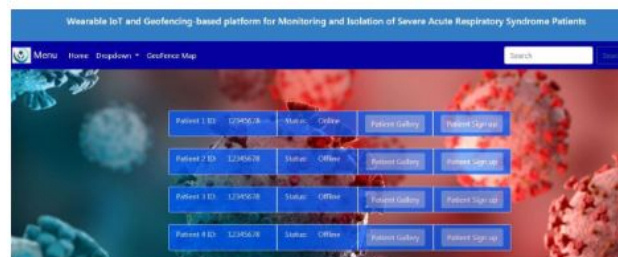 Wearable IoT and Geofencing-based platform for Monitoring and Isolation of Severe Acute Respiratory Syndrome Patients
Menu Home Dropdown GeoFence Map Search
Patient 1 ID: 12345678 Status: Online Patient Gallery Patient Sign up
Patient 2 ID: 12345678 Status: Offline Patient Gallery Patient Sign up
Patient 3 ID: 12345678 Status: Offline Patient Gallery Patient Sign up
Patient 4 ID: 12345678 Status: Offline Patient Gallery Patient Sign up